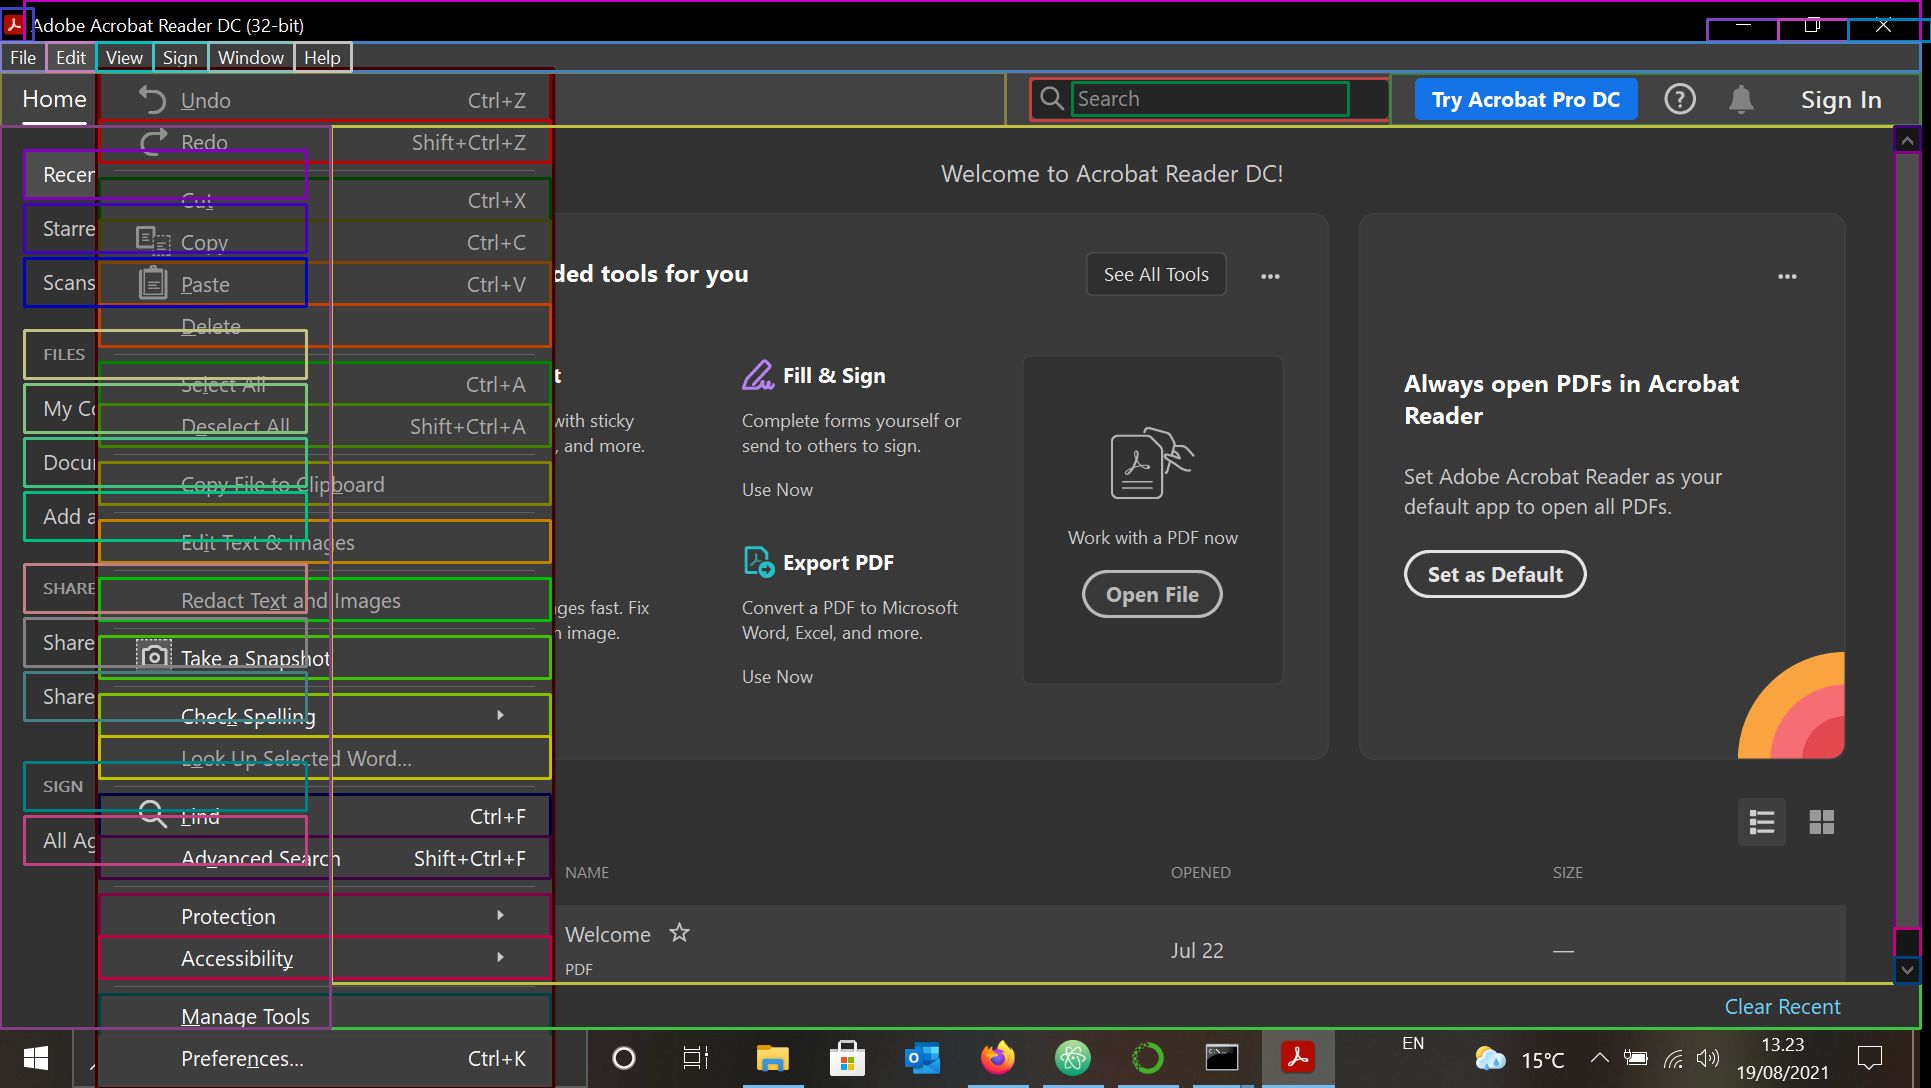 Adobe Acrobat Reader DC (32-bit)
File Edit View Sign Window Help
Home
Search
Try Acrobat Pro DC
Sign In
Undo Ctrl+Z
Redo Shift+Ctrl+Z
Cut Ctrl+X
Copy Ctrl+C
Paste Ctrl+V
Delete
Select All Ctrl+A
Deselect All Shift+Ctrl+A
Copy File to Clipboard
Edit Text & Images
Redact Text and Images
Take a Snapshot
Check Spelling
Look Up Selected Word...
Find Ctrl+F
Advanced Search Shift+Ctrl+F
Protection
Accessibility
Manage Tools
Preferences... Ctrl+K
Recen
Starre
Scans
FILES
My Co
Docu
Add a
SHARE
Share
Share
SIGN
All Ag
Welcome to Acrobat Reader DC!
ded tools for you
See All Tools
t
with sticky
, and more.
Fill & Sign
Complete forms yourself or
send to others to sign.
Use Now
ges fast. Fix
image.
Export PDF
Convert a PDF to Microsoft
Word, Excel, and more.
Use Now
Work with a PDF now
Open File
Always open PDFs in Acrobat
Reader
Set Adobe Acrobat Reader as your
default app to open all PDFs.
Set as Default
NAME OPENED SIZE
Welcome
PDF
Jul 22 —
Clear Recent
15°C
EN
13.23
19/08/2021